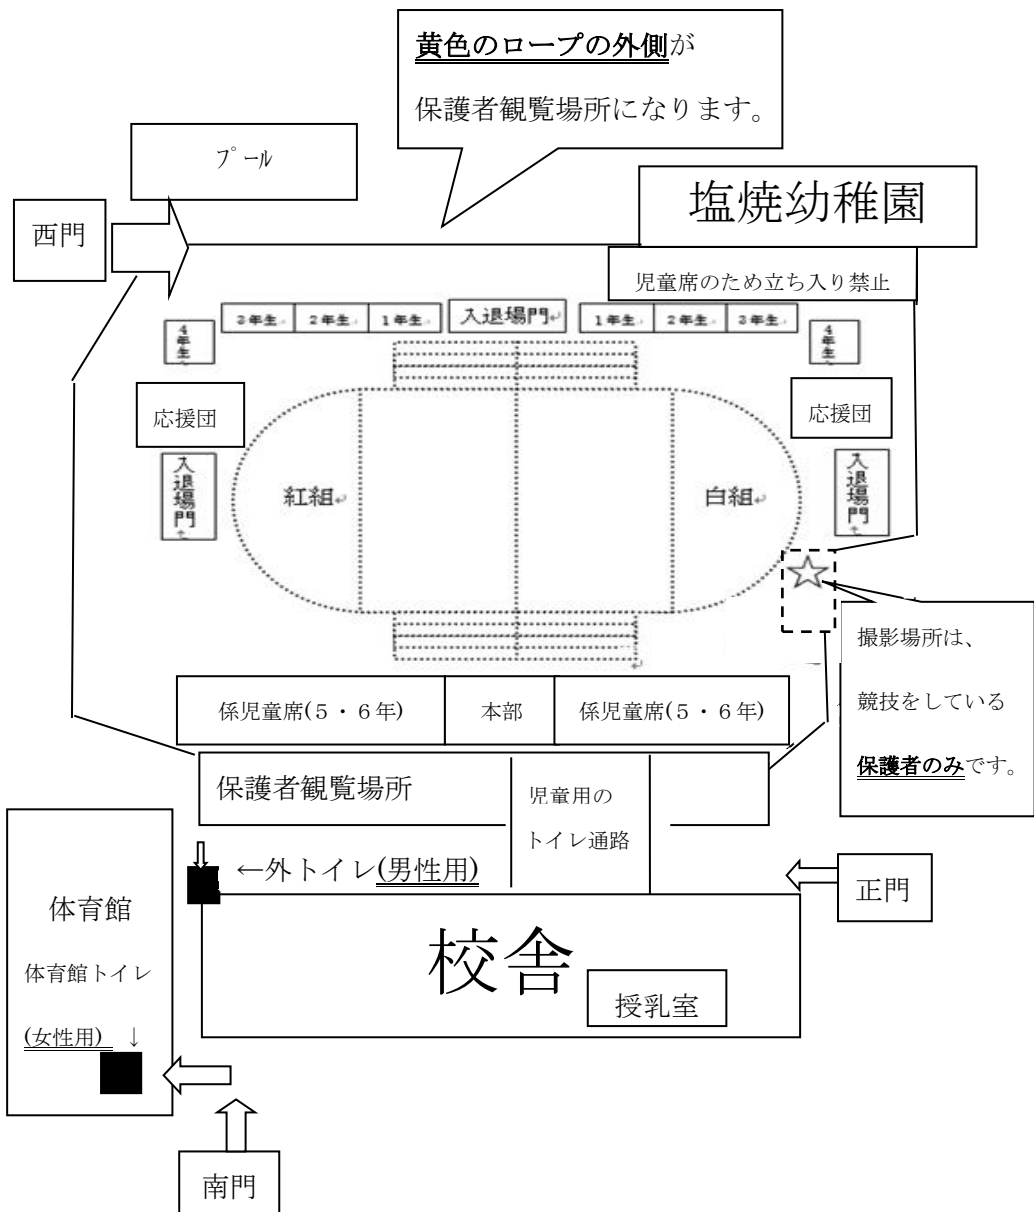 黄色のロープの外側が
保護者観覧場所になります。
プール
塩焼幼稚園
西門
児童席のため立ち入り禁止
4年生
3年生
2年生
1年生
入退場門
1年生
2年生
3年生
4年生
応援団
応援団
入退場門
入退場門
紅組
白組
☆
撮影場所は、
競技をしている
保護者のみです。
係児童席(5・6年)
本部
係児童席(5・6年)
保護者観覧場所
児童用の
トイレ通路
←外トイレ(男性用)
正門
体育館
体育館トイレ
(女性用) ↓
校舎
授乳室
南門